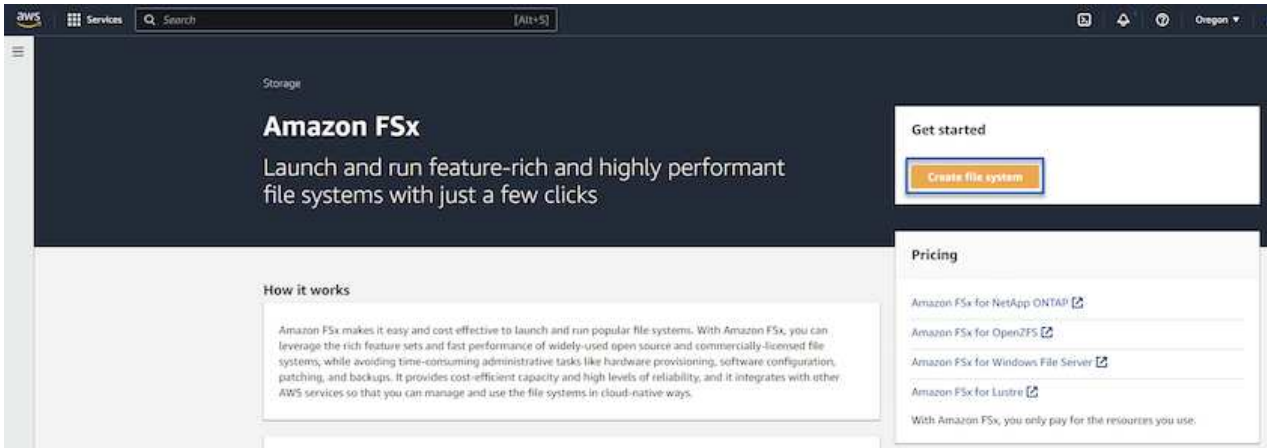 aws
Services
Search
[Alt+S]
Oregon
Storage
Amazon FSx
Launch and run feature-rich and highly performant
file systems with just a few clicks
Get started
Create file system
Pricing
Amazon FSx for NetApp ONTAP
Amazon FSx for OpenZFS
Amazon FSx for Windows File Server
Amazon FSx for Lustre
With Amazon FSx, you only pay for the resources you use.
How it works
Amazon FSx makes it easy and cost effective to launch and run popular file systems. With Amazon FSx, you can
leverage the rich feature sets and fast performance of widely-used open source and commercially-licensed file
systems, while avoiding time-consuming administrative tasks like hardware provisioning, software configuration,
patching, and backups. It provides cost-efficient capacity and high levels of reliability, and it integrates with other
AWS services so that you can manage and use the file systems in cloud-native ways.